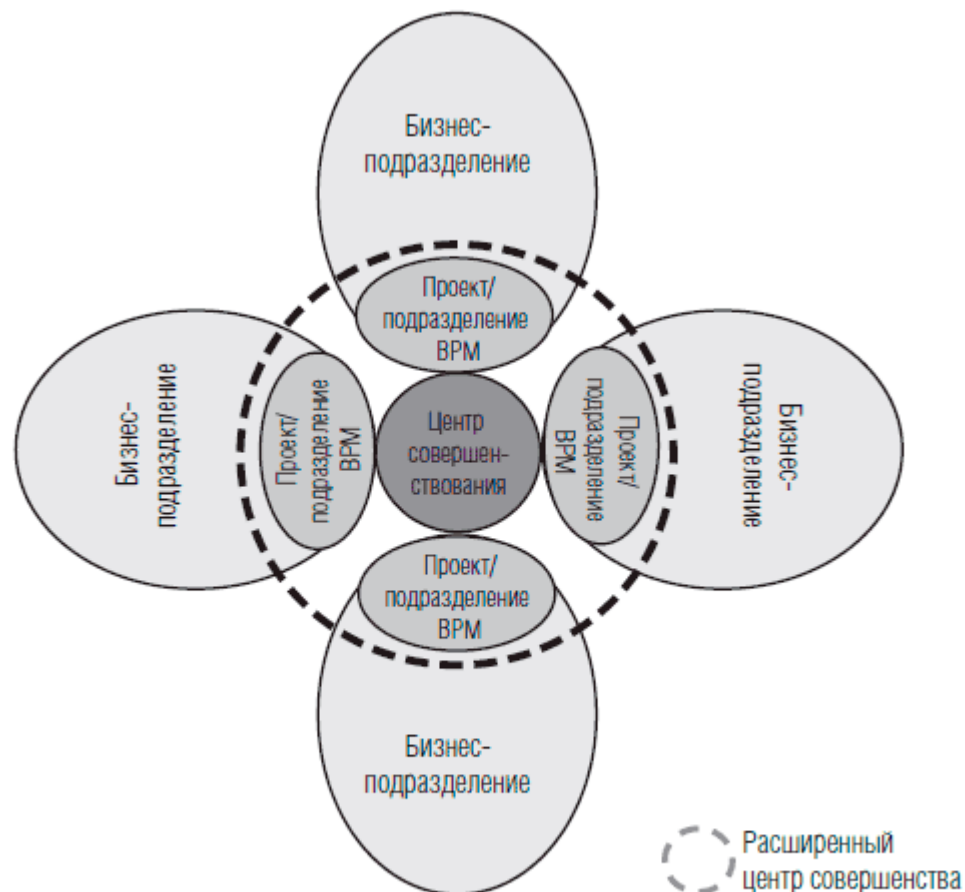 Бизнес-
подразделение
Проект/
подразделение
BPM
Бизнес-
подразделение
Проект/
подразделение
BPM
Центр
совершен-
ствования
Проект/
подразделение
BPM
Бизнес-
подразделение
Проект/
подразделение
BPM
Бизнес-
подразделение
Расширенный
центр совершенства